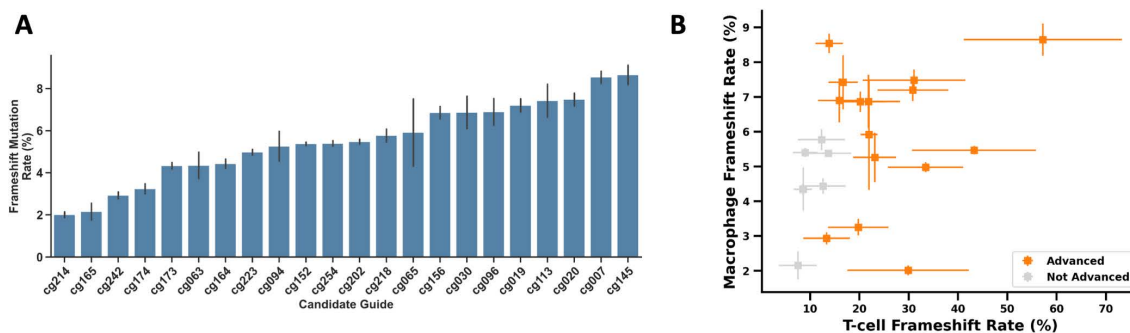 A
Frameshift Mutation
Rate (%)
8
6
4
2
0
cg214
cg165
cg242
cg174
cg173
cg063
cg164
cg223
cg094
cg152
cg254
cg202
cg218
cg065
cg156
cg030
cg096
cg019
cg113
cg020
cg007
cg145
Candidate Guide
B
Macrophage Frameshift Rate (%)
9
8
7
6
5
4
3
2
10
20
30
40
50
60
70
T-cell Frameshift Rate (%)
Advanced
Not Advanced